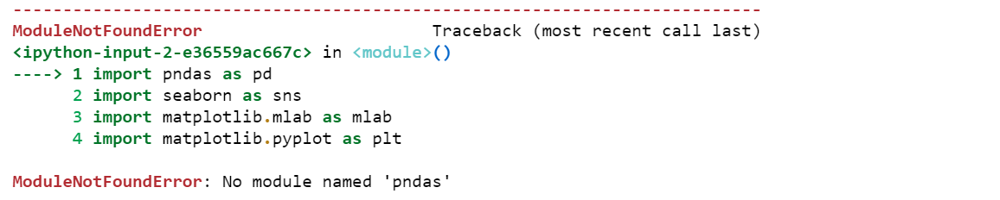 ---------------------------------------------------------------------------
ModuleNotFoundError                       Traceback (most recent call last)
<ipython-input-2-e36559ac667c> in <module>()
----> 1 import pndas as pd
      2 import seaborn as sns
      3 import matplotlib.mlab as mlab
      4 import matplotlib.pyplot as plt

ModuleNotFoundError: No module named 'pndas'